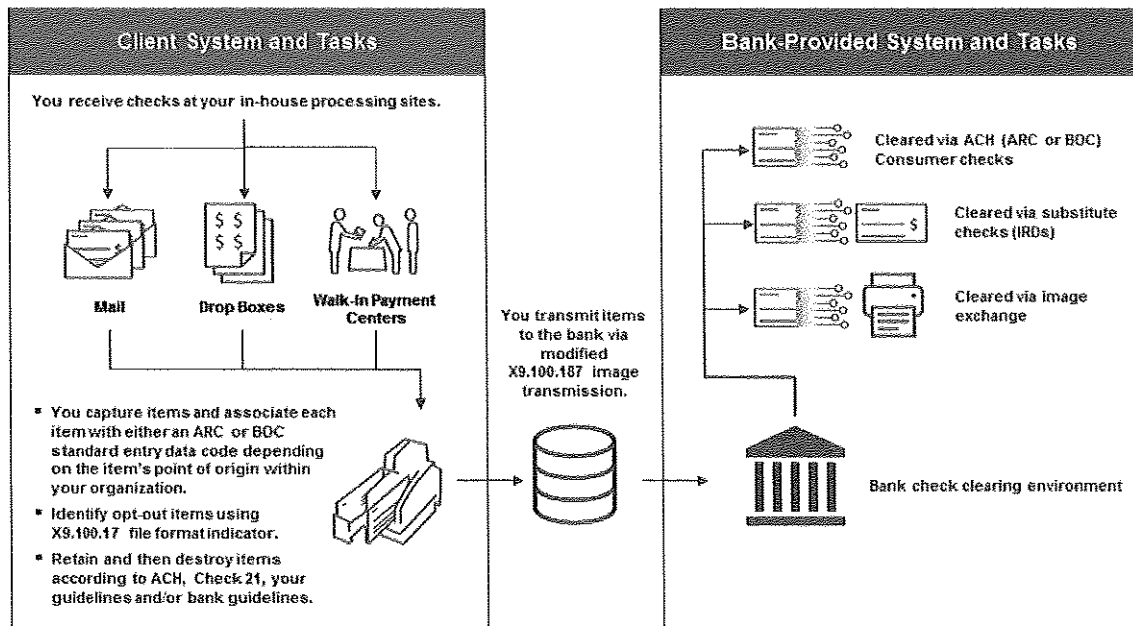 Client System and Tasks
You receive checks at your in-house processing sites.
Mail
Drop Boxes
Walk-In Payment
Centers
▪ You capture items and associate each
item with either an ARC or BOC
standard entry data code depending
on the item's point of origin within
your organization.
▪ Identify opt-out items using
X9.100.17 file format indicator.
▪ Retain and then destroy items
according to ACH, Check 21, your
guidelines and/or bank guidelines.
You transmit items
to the bank via
modified
X9.100.187 image
transmission.
Bank-Provided System and Tasks
Cleared via ACH (ARC or BOC)
Consumer checks
Cleared via substitute
checks (IRDs)
Cleared via image
exchange
Bank check clearing environment
$ $
$ $
$
$